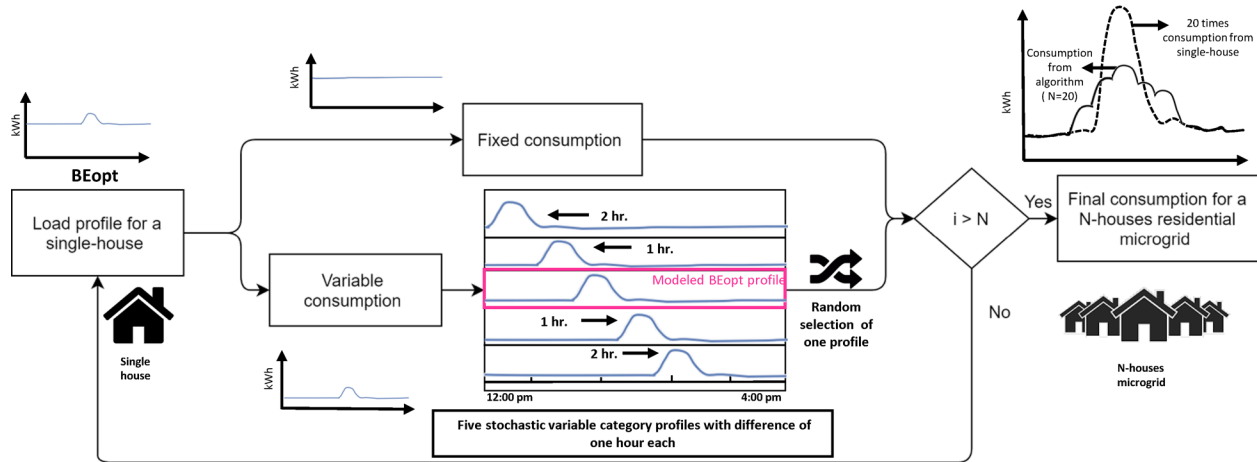 kWh
BEopt
Load profile for a
single-house
Single
house
kWh
Fixed consumption
Variable
consumption
kWh
2 hr.
1 hr.
Modeled BEopt profile
1 hr.
2 hr.
12:00 pm
4:00 pm
Five stochastic variable category profiles with difference of
one hour each
Random
selection of
one profile
i > N
Yes
No
kWh
Consumption
from
algorithm
( N=20)
20 times
consumption from
single-house
Final consumption for a
N-houses residential
microgrid
N-houses
microgrid